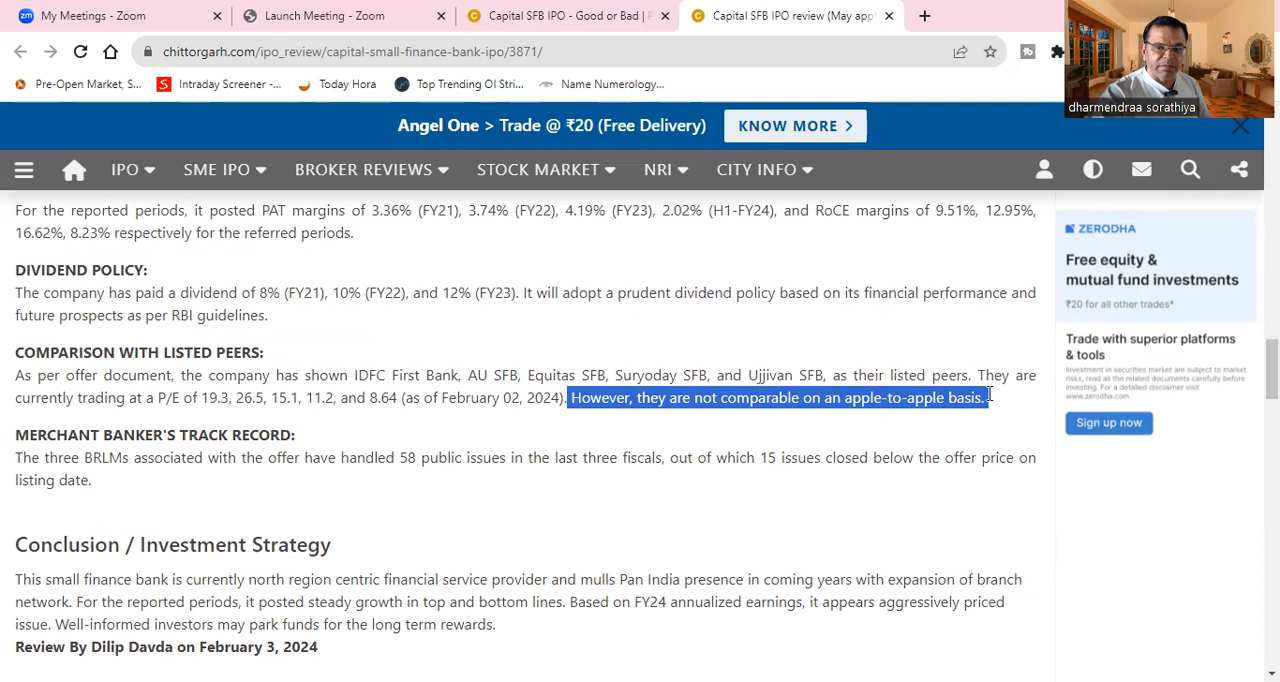 My Meetings - Zoom
Launch Meeting - Zoom
Capital SFB IPO - Good or Bad | F
Capital SFB IPO review (May app
chittorgarh.com/ipo_review/capital-small-finance-bank-ipo/3871/
Pre-Open Market, S...
Intraday Screener -...
Today Hora
Top Trending OI Stri...
Name Numerology...
dharmendraa sorathiya
Angel One > Trade @ ₹20 (Free Delivery)
KNOW MORE >
IPO
SME IPO
BROKER REVIEWS
STOCK MARKET
NRI
CITY INFO
For the reported periods, it posted PAT margins of 3.36% (FY21), 3.74% (FY22), 4.19% (FY23), 2.02% (H1-FY24), and RoCE margins of 9.51%, 12.95%,
16.62%, 8.23% respectively for the referred periods.
DIVIDEND POLICY:
The company has paid a dividend of 8% (FY21), 10% (FY22), and 12% (FY23). It will adopt a prudent dividend policy based on its financial performance and
future prospects as per RBI guidelines.
COMPARISON WITH LISTED PEERS:
As per offer document, the company has shown IDFC First Bank, AU SFB, Equitas SFB, Suryoday SFB, and Ujjivan SFB, as their listed peers. They are
currently trading at a P/E of 19.3, 26.5, 15.1, 11.2, and 8.64 (as of February 02, 2024). However, they are not comparable on an apple-to-apple basis.
MERCHANT BANKER'S TRACK RECORD:
The three BRLMs associated with the offer have handled 58 public issues in the last three fiscals, out of which 15 issues closed below the offer price on
listing date.
Conclusion / Investment Strategy
This small finance bank is currently north region centric financial service provider and mulls Pan India presence in coming years with expansion of branch
network. For the reported periods, it posted steady growth in top and bottom lines. Based on FY24 annualized earnings, it appears aggressively priced
issue. Well-informed investors may park funds for the long term rewards.
Review By Dilip Davda on February 3, 2024
ZERODHA
Free equity &
mutual fund investments
₹20 for all other trades*
Trade with superior platforms
& tools
Investment in securities market are subject to market
risks, read all the related documents carefully before
investing. For a detailed disclaimer visit
www.zerodha.com
Sign up now